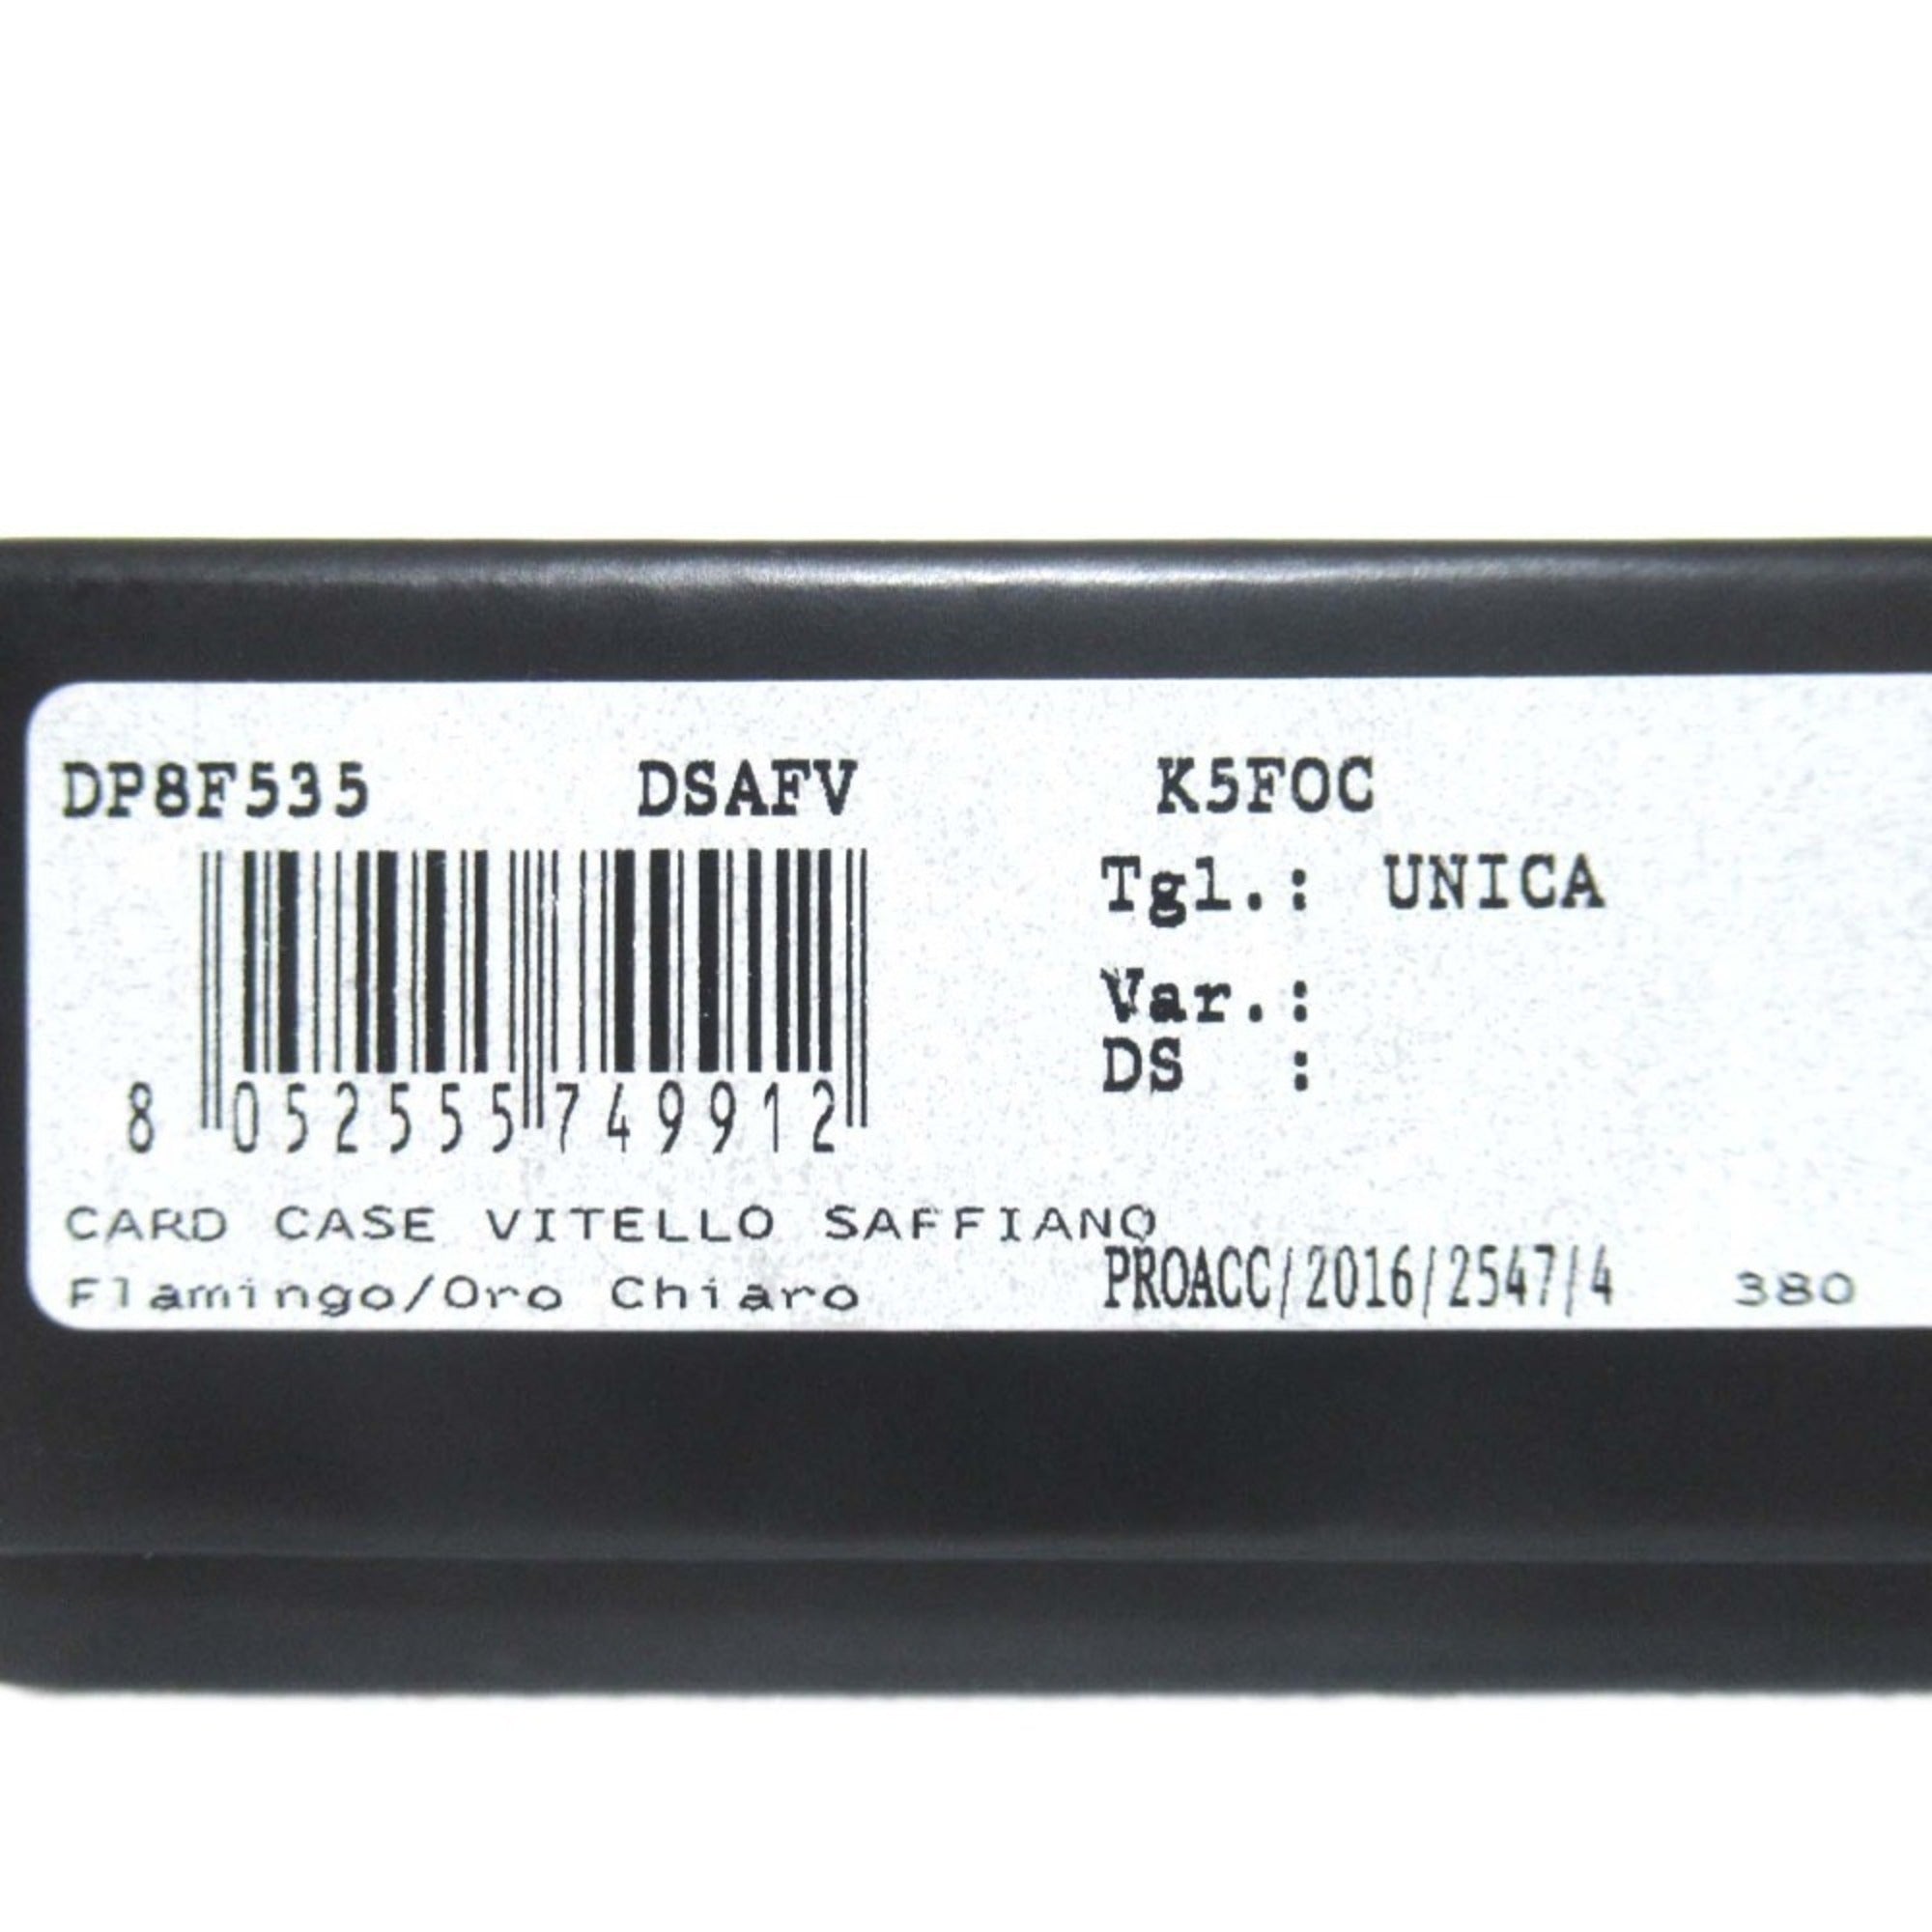 DP8F535 DSAFV K5FOC
Tgl.: UNICA
Var.:
DS :
8 052555 749912
CARD CASE VITELLO SAFFIANO
Flamingo/Oro Chiaro PROACC/2016/2547/4 380